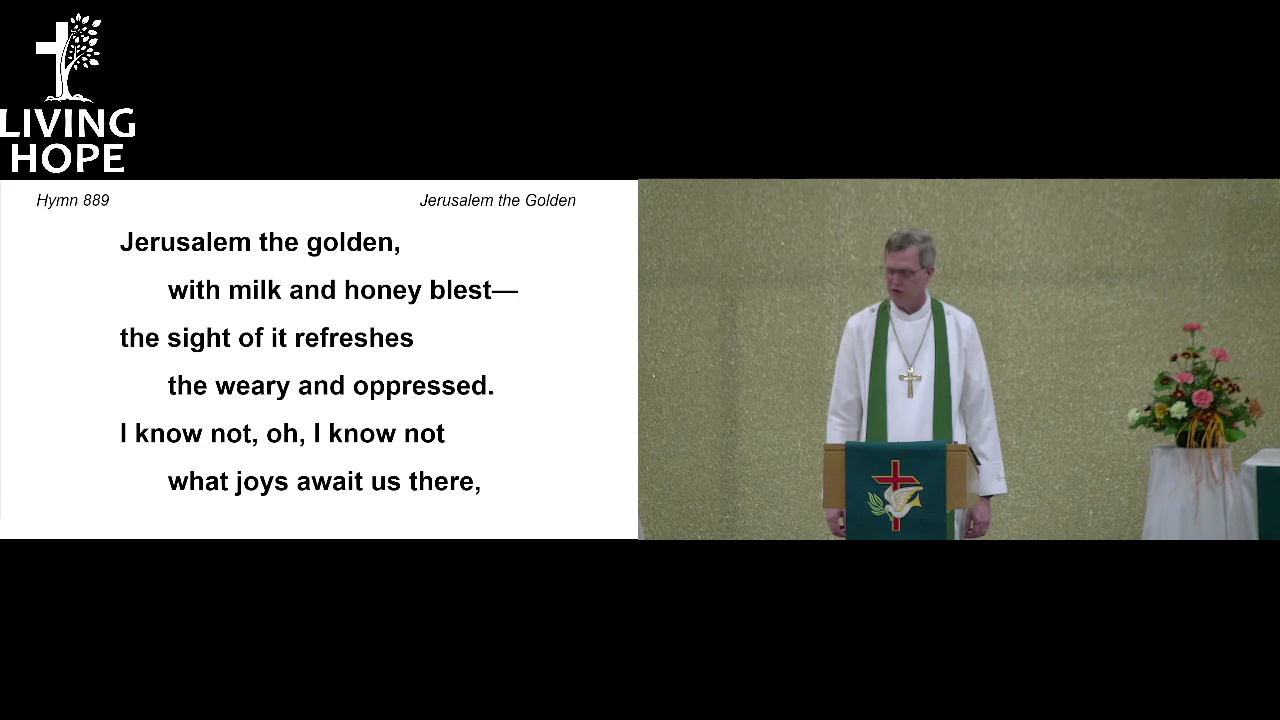 LIVING
HOPE
Hymn 889 Jerusalem the Golden
Jerusalem the golden,
with milk and honey blest—
the sight of it refreshes
the weary and oppressed.
I know not, oh, I know not
what joys await us there,